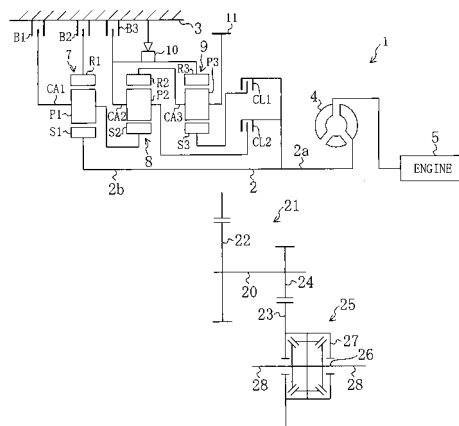 B1 B2 B3 3 11 1
7 10 9
R1 R2 R3 P3
CA1 P2 4 5
P1 CA2 CA3 CL1
S1 S2 S3 CL2 ENGINE
8 2a
2b 2
21
22
24
20
23 25
27
26
28 28